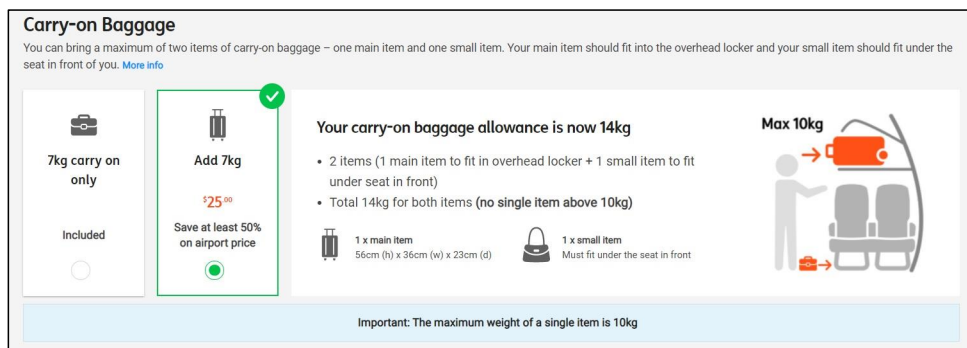 Carry-on Baggage
You can bring a maximum of two items of carry-on baggage – one main item and one small item. Your main item should fit into the overhead locker and your small item should fit under the
seat in front of you. More info
7kg carry on
only
Included
Add 7kg
$25.00
Save at least 50%
on airport price
Your carry-on baggage allowance is now 14kg
• 2 items (1 main item to fit in overhead locker + 1 small item to fit
under seat in front)
• Total 14kg for both items (no single item above 10kg)
1 x main item
56cm (h) x 36cm (w) x 23cm (d)
1 x small item
Must fit under the seat in front
Max 10kg
Important: The maximum weight of a single item is 10kg